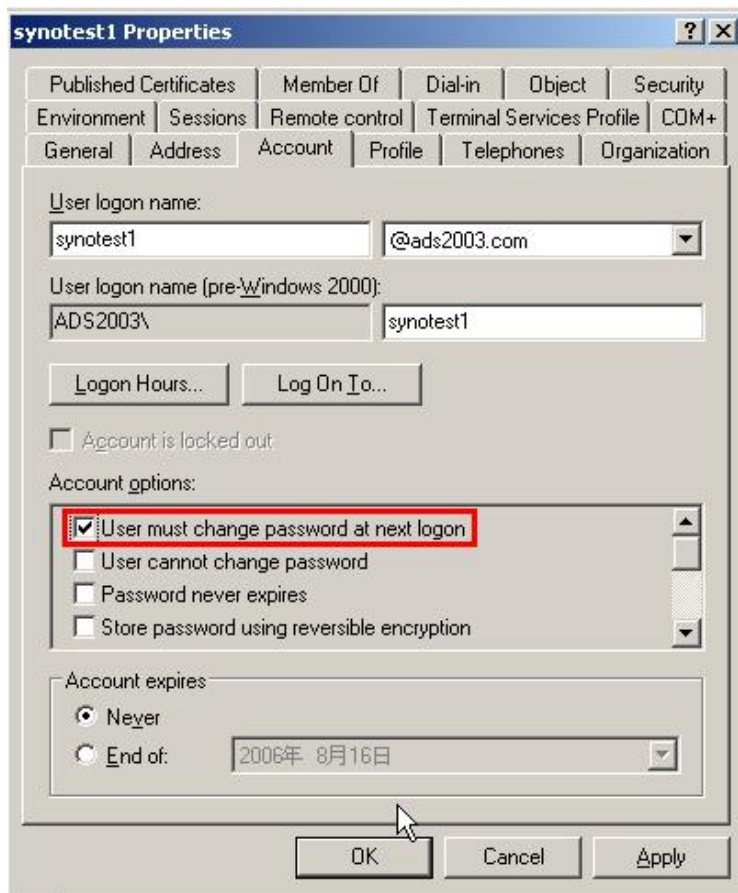 synotest1 Properties
Published Certificates Member Of Dial-in Object Security
Environment Sessions Remote control Terminal Services Profile COM+
General Address Account Profile Telephones Organization
User logon name:
synotest1 @ads2003.com
User logon name (pre-Windows 2000):
ADS2003\ synotest1
Logon Hours... Log On To...
Account is locked out
Account options:
User must change password at next logon
User cannot change password
Password never expires
Store password using reversible encryption
Account expires
Never
End of: 2006年 8月16日
OK Cancel Apply